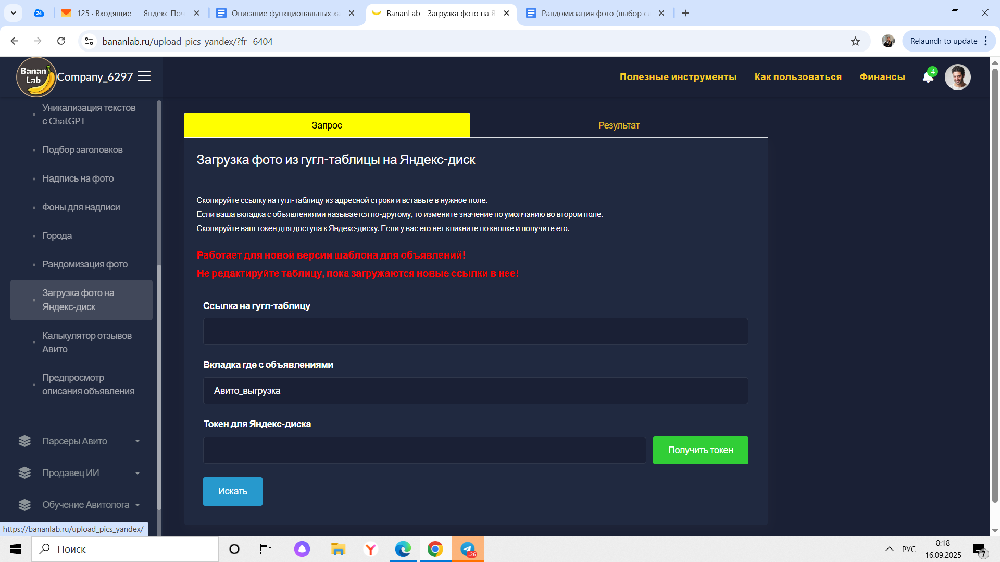 24
125 · Входящие — Яндекс Поч
Описание функциональных ха
BananLab - Загрузка фото на Я
Рандомизация фото (выбор сл
bananlab.ru/upload_pics_yandex/?fr=6404
Relaunch to update
Banan Lab
Company_6297
Полезные инструменты
Как пользоваться
Финансы
4
Уникализация текстов
с ChatGPT
Подбор заголовков
Надпись на фото
Фоны для надписи
Города
Рандомизация фото
Загрузка фото на
Яндекс-диск
Калькулятор отзывов
Авито
Предпросмотр
описания объявления
Парсеры Авито
Продавец ИИ
Обучение Авитолога
Запрос
Результат
Загрузка фото из гугл-таблицы на Яндекс-диск
Скопируйте ссылку на гугл-таблицу из адресной строки и вставьте в нужное поле.
Если ваша вкладка с объявлениями называется по-другому, то измените значение по умолчанию во втором поле.
Скопируйте ваш токен для доступа к Яндекс-диску. Если у вас его нет кликните по кнопке и получите его.
Работает для новой версии шаблона для объявлений!
Не редактируйте таблицу, пока загружаются новые ссылки в нее!
Ссылка на гугл-таблицу
Вкладка где с объявлениями
Авито_выгрузка
Токен для Яндекс-диска
Получить токен
Искать
https://bananlab.ru/upload_pics_yandex/
Поиск
..26
РУС
8:18
16.09.2025
7